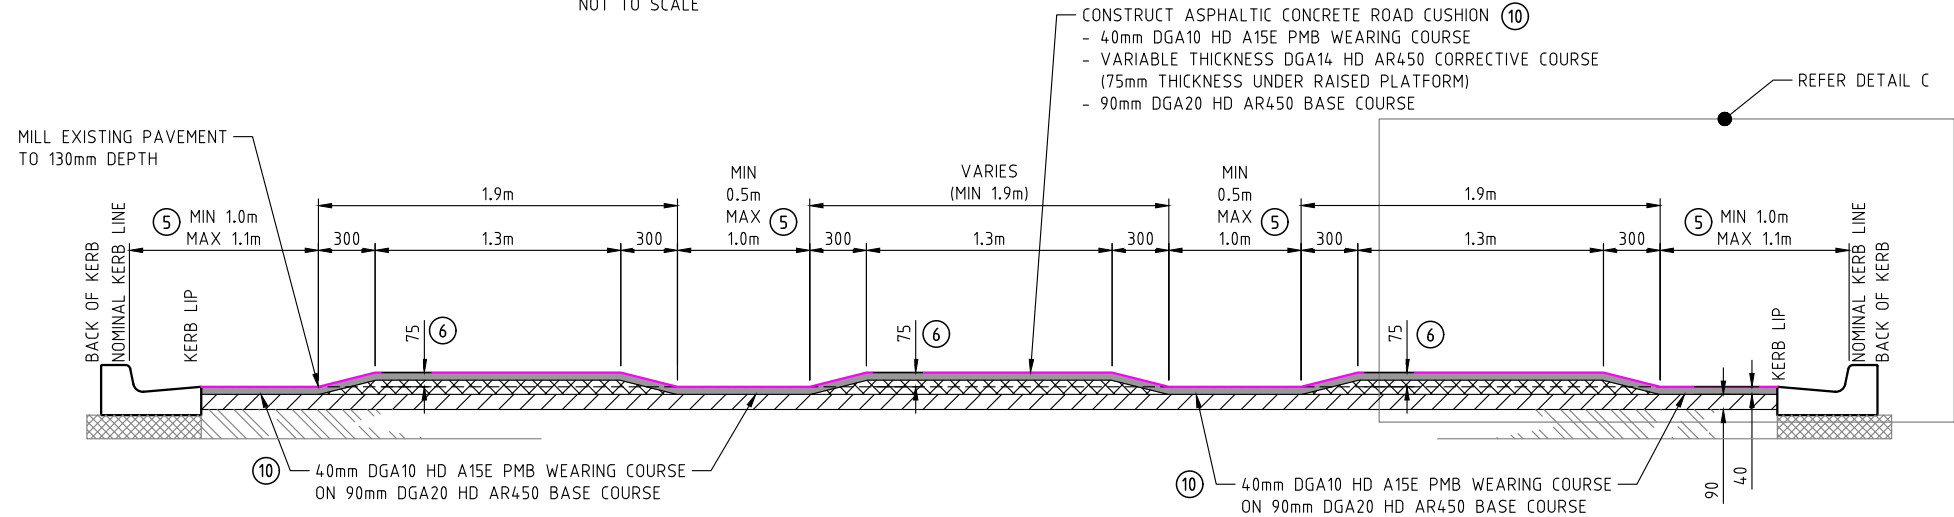 NOT TO SCALE
CONSTRUCT ASPHALTIC CONCRETE ROAD CUSHION 10
- 40mm DGA10 HD A15E PMB WEARING COURSE
- VARIABLE THICKNESS DGA14 HD AR450 CORRECTIVE COURSE
(75mm THICKNESS UNDER RAISED PLATFORM)
- 90mm DGA20 HD AR450 BASE COURSE
REFER DETAIL C
MILL EXISTING PAVEMENT
TO 130mm DEPTH
BACK OF KERB
NOMINAL KERB LINE
KERB LIP
5 MIN 1.0m
MAX 1.1m
1.9m
300
1.3m
300
MIN
0.5m
MAX 5
1.0m
VARIES
(MIN 1.9m)
300
1.3m
300
MIN
0.5m
MAX 5
1.0m
1.9m
300
1.3m
300
5 MIN 1.0m
MAX 1.1m
KERB LIP
NOMINAL KERB LINE
BACK OF KERB
75 6
75 6
75 6
10 40mm DGA10 HD A15E PMB WEARING COURSE
ON 90mm DGA20 HD AR450 BASE COURSE
10 40mm DGA10 HD A15E PMB WEARING COURSE
ON 90mm DGA20 HD AR450 BASE COURSE
90
40